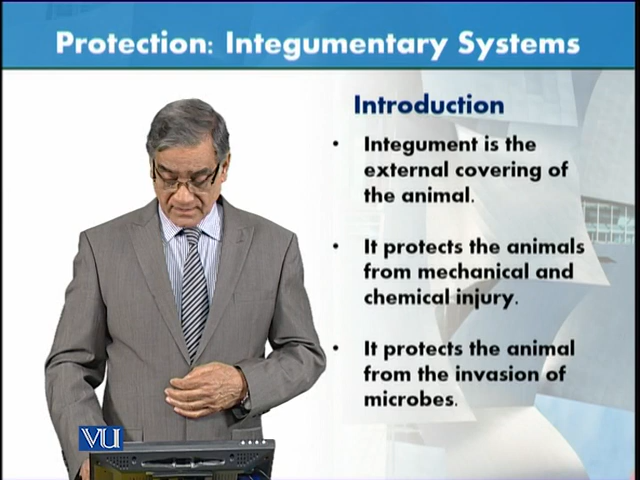 Protection: Integumentary Systems
Introduction
• Integument is the
external covering of
the animal.
• It protects the animals
from mechanical and
chemical injury.
• It protects the animal
from the invasion of
microbes.
VU